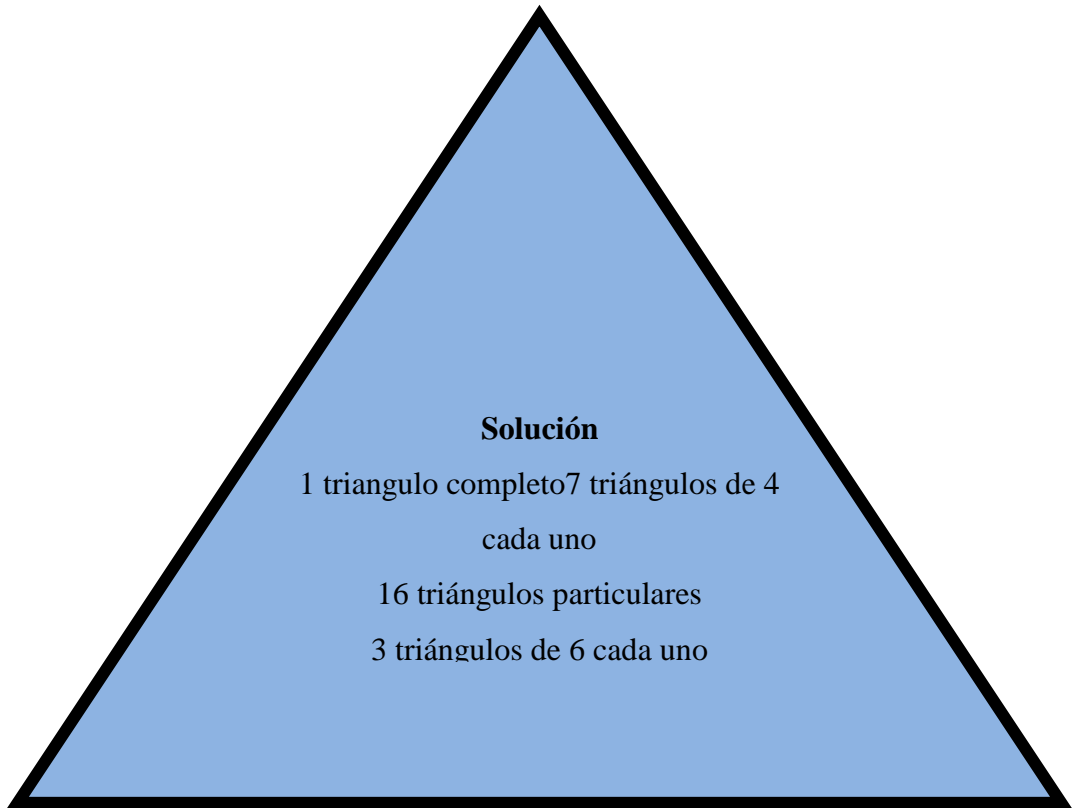 Solución
1 triangulo completo7 triángulos de 4
cada uno
16 triángulos particulares
3 triángulos de 6 cada uno